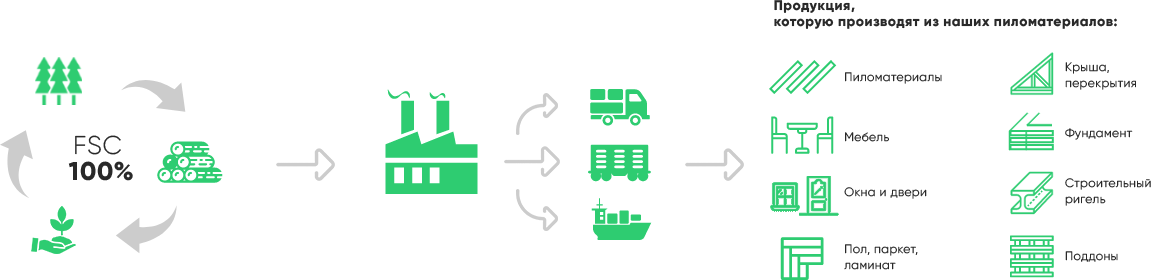 FSC
100%
Продукция,
которую производят из наших пиломатериалов:
Пиломатериалы
Мебель
Окна и двери
Пол, паркет,
ламинат
Крыша,
перекрытия
Фундамент
Строительный
ригель
Поддоны